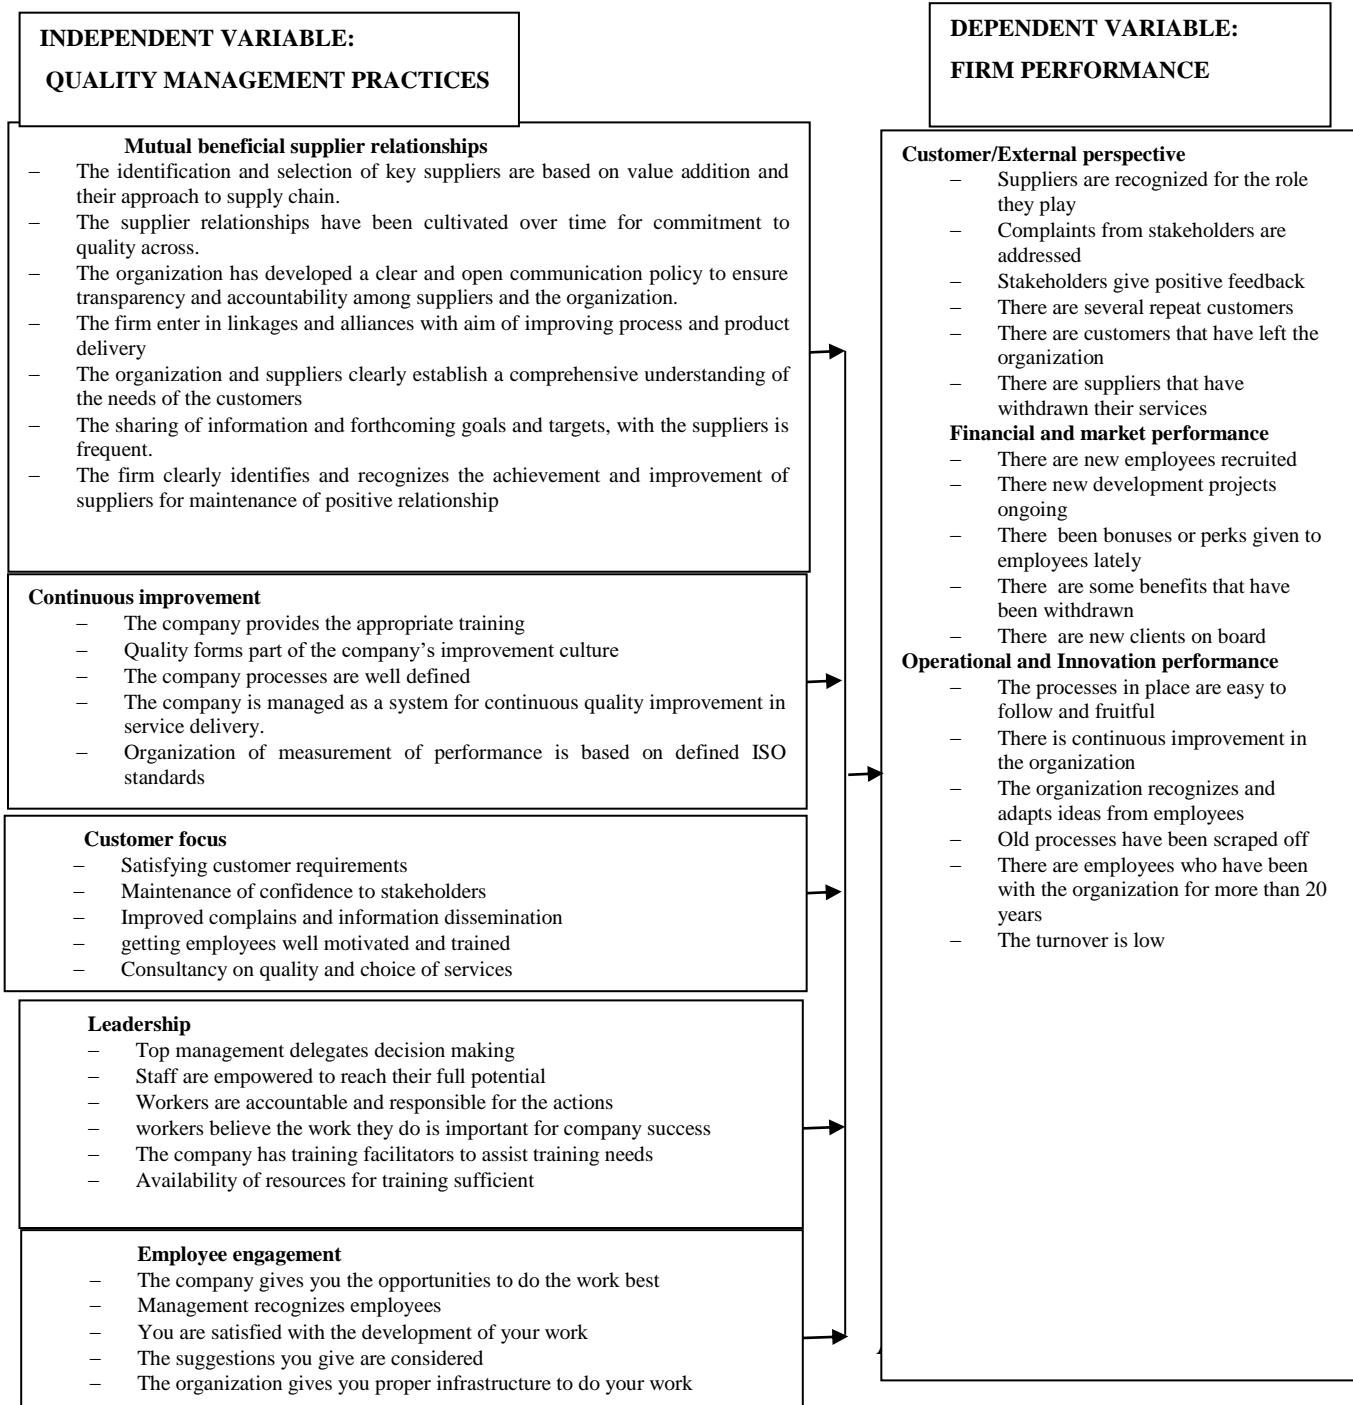 INDEPENDENT VARIABLE:
QUALITY MANAGEMENT PRACTICES
Mutual beneficial supplier relationships
– The identification and selection of key suppliers are based on value addition and
their approach to supply chain.
– The supplier relationships have been cultivated over time for commitment to
quality across.
– The organization has developed a clear and open communication policy to ensure
transparency and accountability among suppliers and the organization.
– The firm enter in linkages and alliances with aim of improving process and product
delivery
– The organization and suppliers clearly establish a comprehensive understanding of
the needs of the customers
– The sharing of information and forthcoming goals and targets, with the suppliers is
frequent.
– The firm clearly identifies and recognizes the achievement and improvement of
suppliers for maintenance of positive relationship
Continuous improvement
– The company provides the appropriate training
– Quality forms part of the company’s improvement culture
– The company processes are well defined
– The company is managed as a system for continuous quality improvement in
service delivery.
– Organization of measurement of performance is based on defined ISO
standards
Customer focus
– Satisfying customer requirements
– Maintenance of confidence to stakeholders
– Improved complains and information dissemination
– getting employees well motivated and trained
– Consultancy on quality and choice of services
Leadership
– Top management delegates decision making
– Staff are empowered to reach their full potential
– Workers are accountable and responsible for the actions
– workers believe the work they do is important for company success
– The company has training facilitators to assist training needs
– Availability of resources for training sufficient
Employee engagement
– The company gives you the opportunities to do the work best
– Management recognizes employees
– You are satisfied with the development of your work
– The suggestions you give are considered
– The organization gives you proper infrastructure to do your work
DEPENDENT VARIABLE:
FIRM PERFORMANCE
Customer/External perspective
– Suppliers are recognized for the role
they play
– Complaints from stakeholders are
addressed
– Stakeholders give positive feedback
– There are several repeat customers
– There are customers that have left the
organization
– There are suppliers that have
withdrawn their services
Financial and market performance
– There are new employees recruited
– There new development projects
ongoing
– There been bonuses or perks given to
employees lately
– There are some benefits that have
been withdrawn
– There are new clients on board
Operational and Innovation performance
– The processes in place are easy to
follow and fruitful
– There is continuous improvement in
the organization
– The organization recognizes and
adapts ideas from employees
– Old processes have been scraped off
– There are employees who have been
with the organization for more than 20
years
– The turnover is low